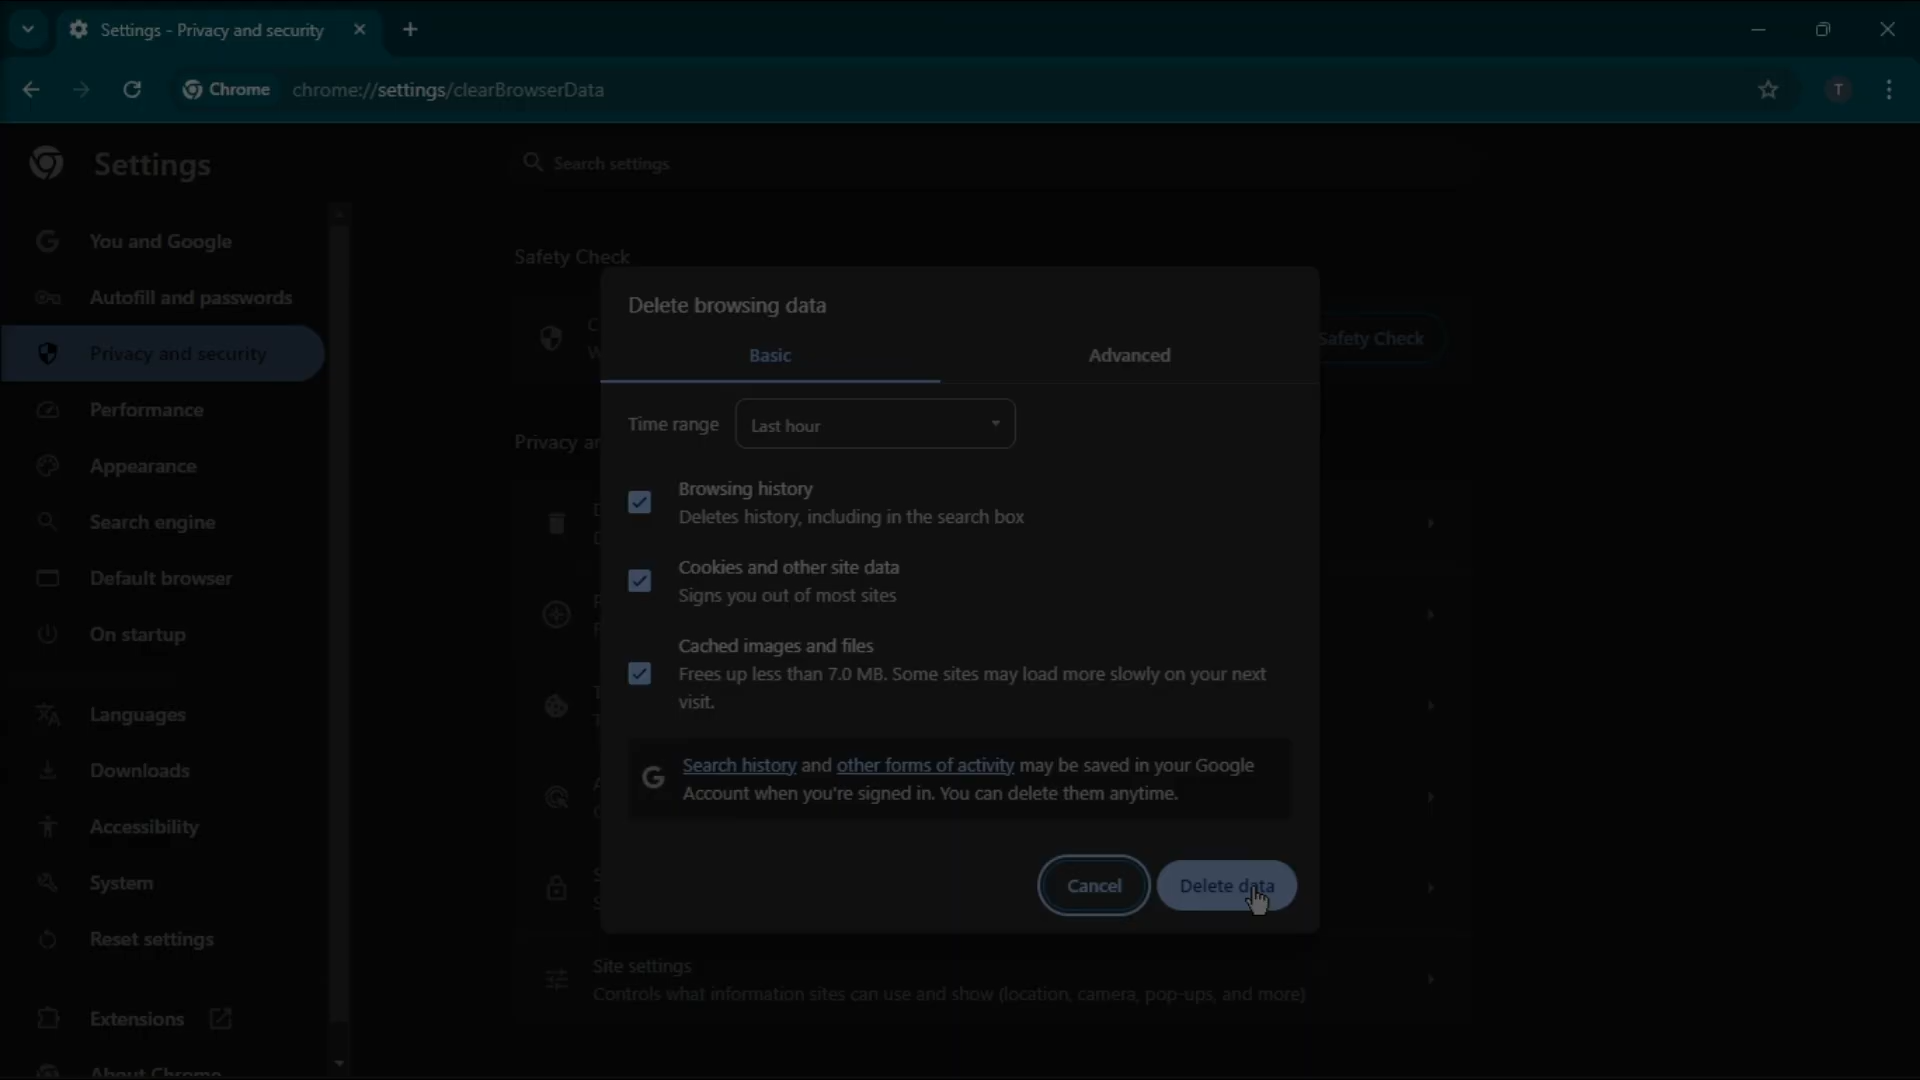 Settings - Privacy and security
Chrome
chrome://settings/clearBrowserData
Settings
Search settings
You and Google
Autofill and passwords
Privacy and security
Performance
Appearance
Search engine
Default browser
On startup
Languages
Downloads
Accessibility
System
Reset settings
Extensions
About Chrome
Safety Check
Safety Check
Privacy
Delete browsing data
Basic
Advanced
Time range
Last hour
Browsing history
Deletes history, including in the search box
Cookies and other site data
Signs you out of most sites
Cached images and files
Frees up less than 7.0 MB. Some sites may load more slowly on your next
visit.
G
Search history and other forms of activity may be saved in your Google
Account when you're signed in. You can delete them anytime.
Cancel
Delete data
Site settings
Controls what information sites can use and show (location, camera, pop-ups, and more)
T